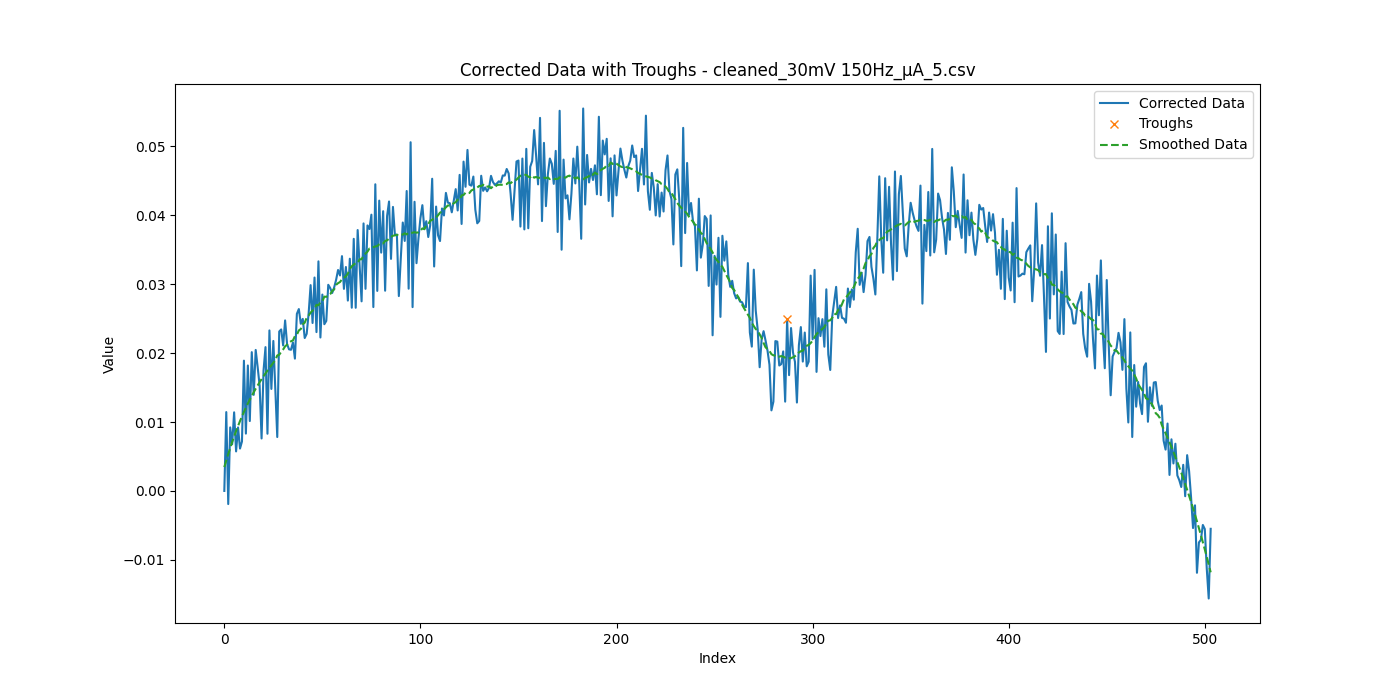 Corrected Data with Troughs - cleaned_30mV 150Hz_µA_5.csv
Corrected Data
Troughs
Smoothed Data
Value
0.05
0.04
0.03
0.02
0.01
0.00
−0.01
0
100
200
300
400
500
Index